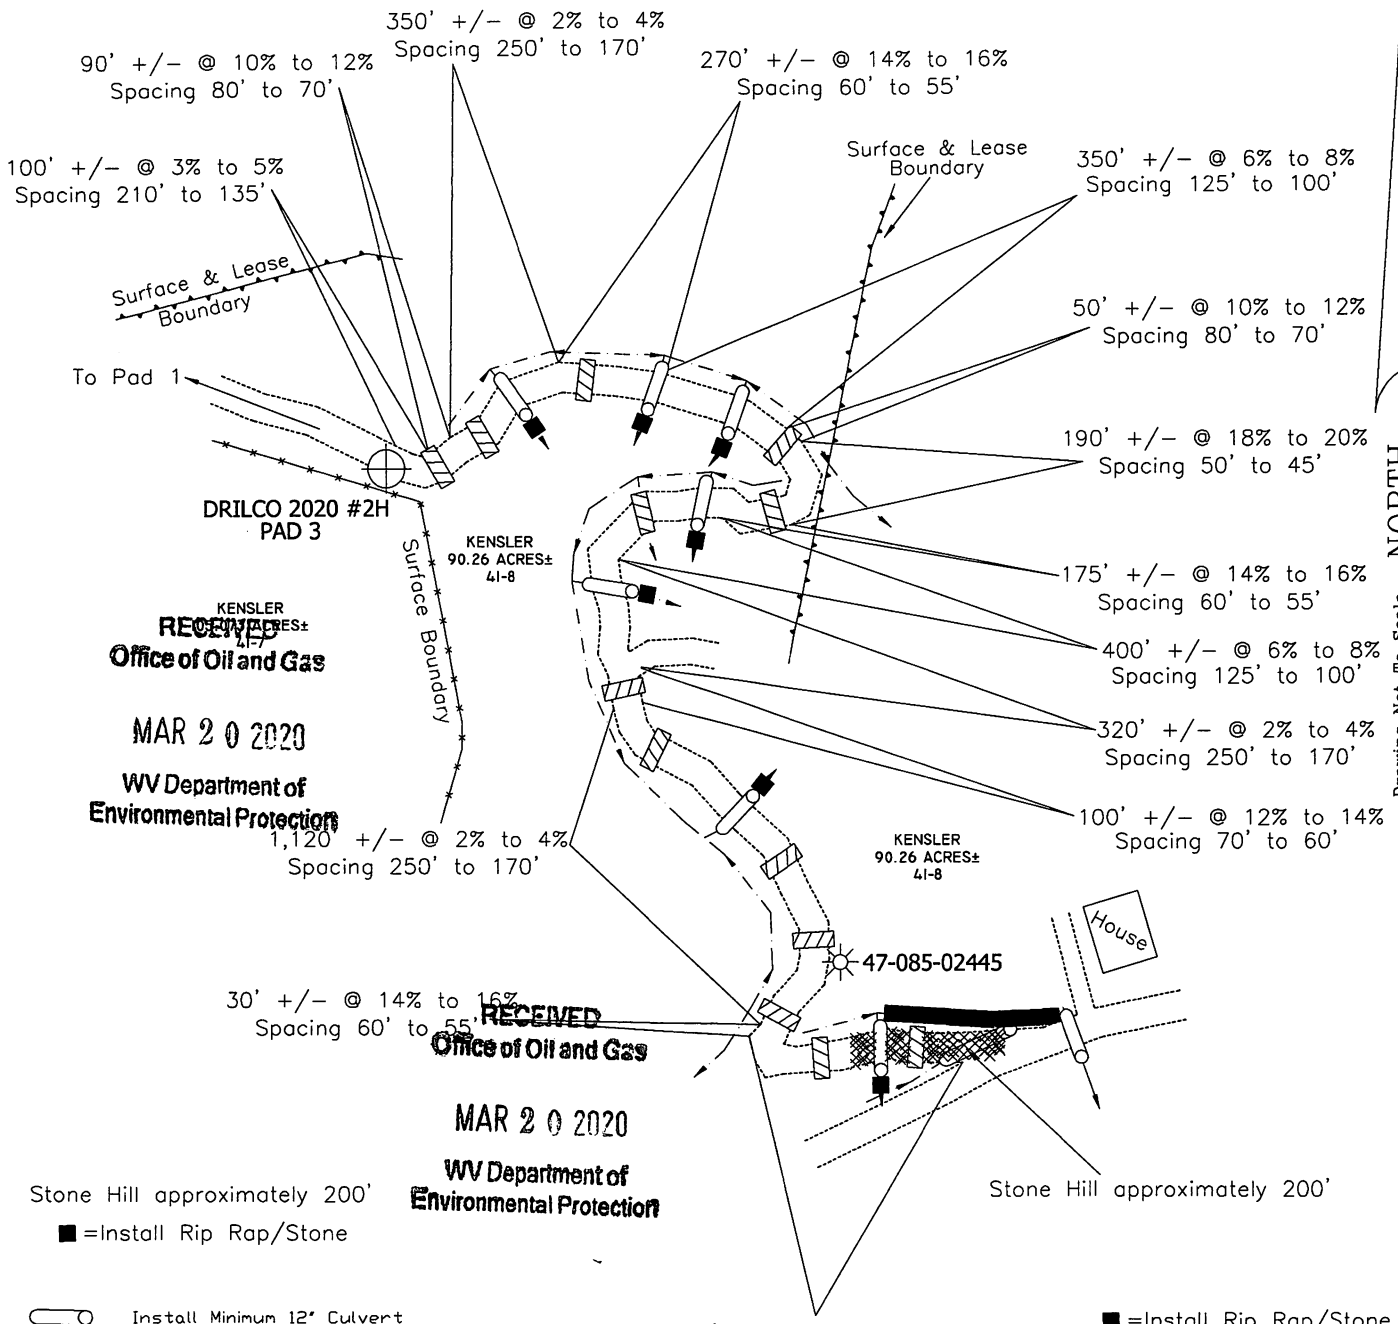 350' +/- @ 2% to 4%
Spacing 250' to 170'
90' +/- @ 10% to 12%
Spacing 80' to 70'
270' +/- @ 14% to 16%
Spacing 60' to 55'
100' +/- @ 3% to 5%
Spacing 210' to 135'
Surface & Lease
Boundary
350' +/- @ 6% to 8%
Spacing 125' to 100'
Surface & Lease
Boundary
50' +/- @ 10% to 12%
Spacing 80' to 70'
To Pad 1
190' +/- @ 18% to 20%
Spacing 50' to 45'
NORTH
DRILCO 2020 #2H
PAD 3
KENSLER
90.26 ACRES±
41-8
Surface Boundary
175' +/- @ 14% to 16%
Spacing 60' to 55'
KENSLER
ACRES±
41-7
RECEIVED
Office of Oil and Gas
MAR 20 2020
WV Department of
Environmental Protection
400' +/- @ 6% to 8%
Spacing 125' to 100'
Drawing Not To Scale
320' +/- @ 2% to 4%
Spacing 250' to 170'
100' +/- @ 12% to 14%
Spacing 70' to 60'
1,120' +/- @ 2% to 4%
Spacing 250' to 170'
KENSLER
90.26 ACRES±
41-8
House
47-085-02445
30' +/- @ 14% to 16%
Spacing 60' to 55'
RECEIVED
Office of Oil and Gas
MAR 20 2020
WV Department of
Environmental Protection
Stone Hill approximately 200'
Stone Hill approximately 200'
=Install Rip Rap/Stone
Install Minimum 12" Culvert
=Install Rip Rap/Stone